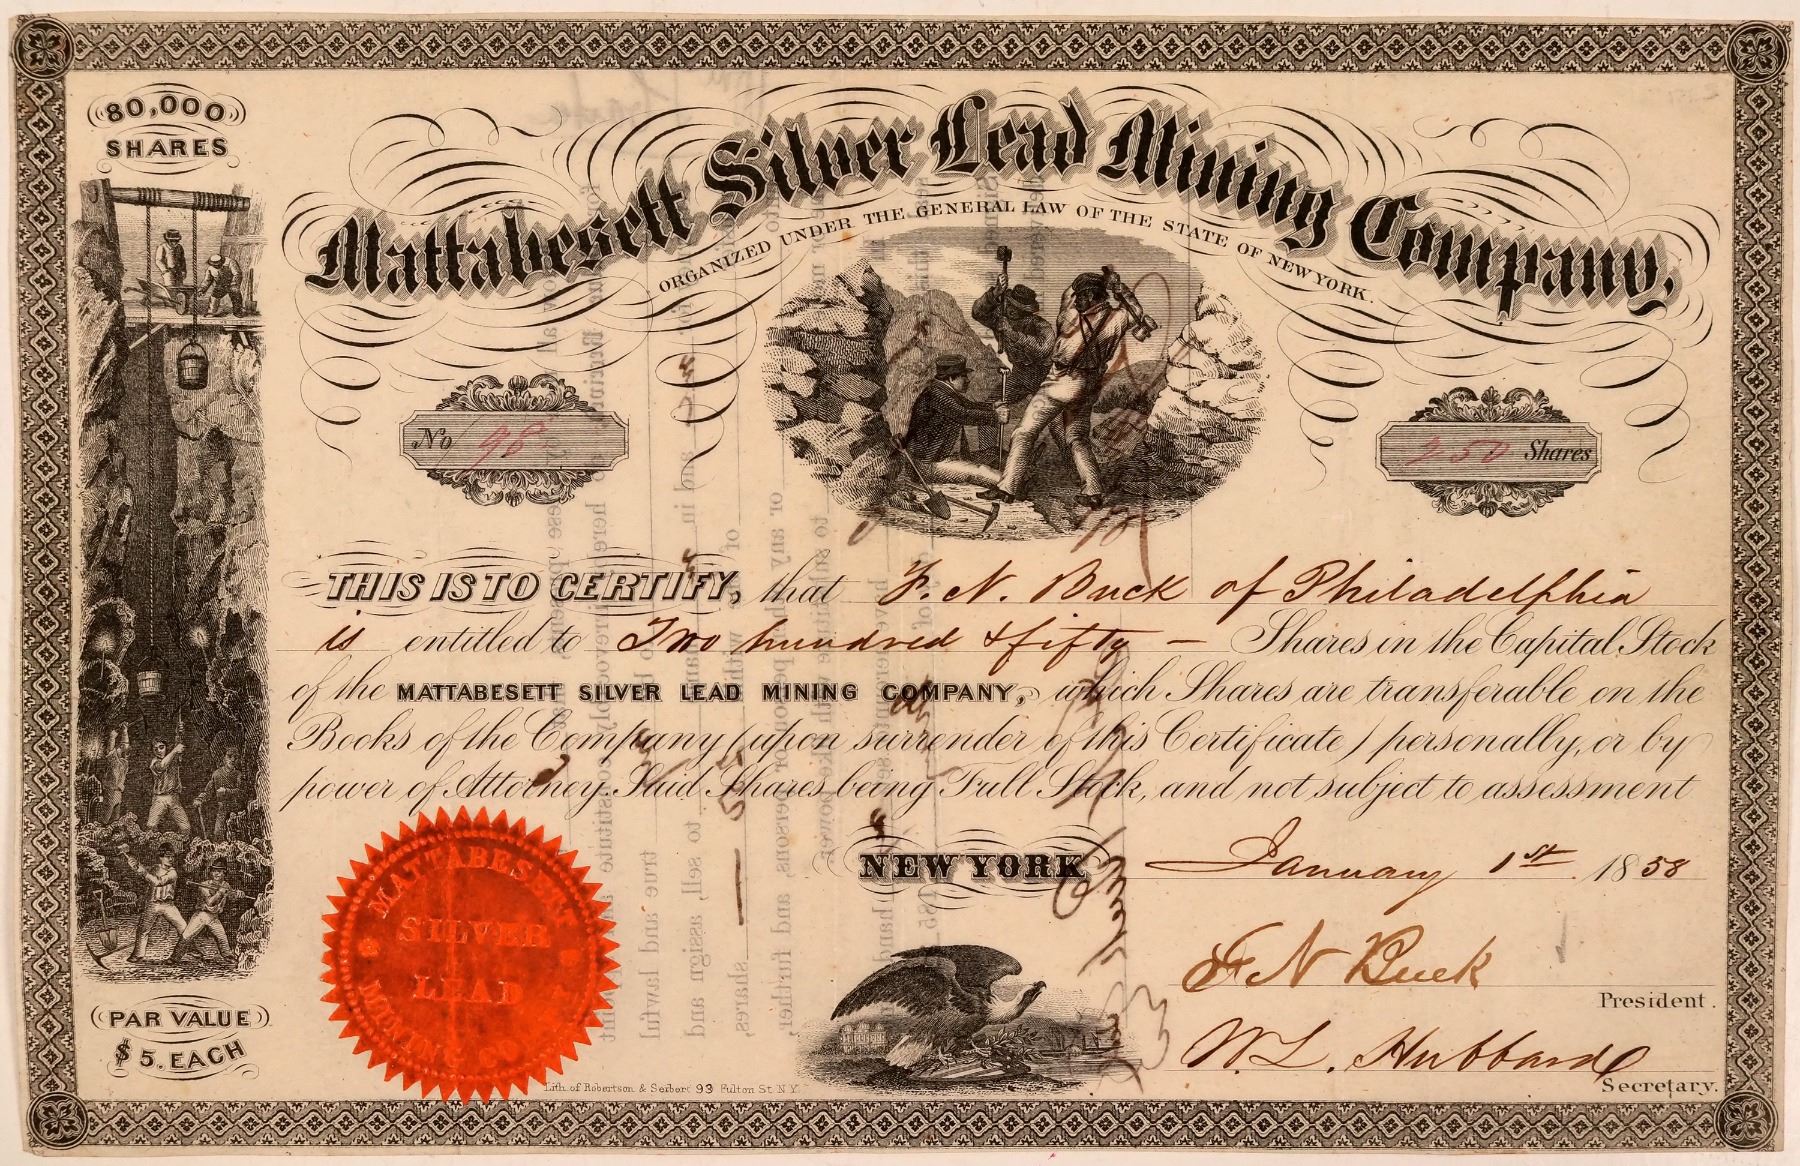 80,000
SHARES
Mattabesett Silver Lead Mining Company,
ORGANIZED UNDER THE GENERAL LAW OF THE STATE OF NEW YORK.
No 98
250 Shares
THIS IS TO CERTIFY, that F. N. Buck of Philadelphia
is entitled to Two hundred & fifty — Shares in the Capital Stock
of the MATTABESETT SILVER LEAD MINING COMPANY, which Shares are transferable on the
Books of the Company (upon surrender of this Certificate) personally, or by
power of Attorney. Said Shares being Full Stock, and not subject to assessment
NEW YORK January 1st 1858
F N Buck
President.
W. L. Hubbard
Secretary.
MATTABESETT
SILVER
LEAD
MINING CO
(PAR VALUE)
$5. EACH
Lith. of Robertson & Seibert 93 Fulton St. N.Y.